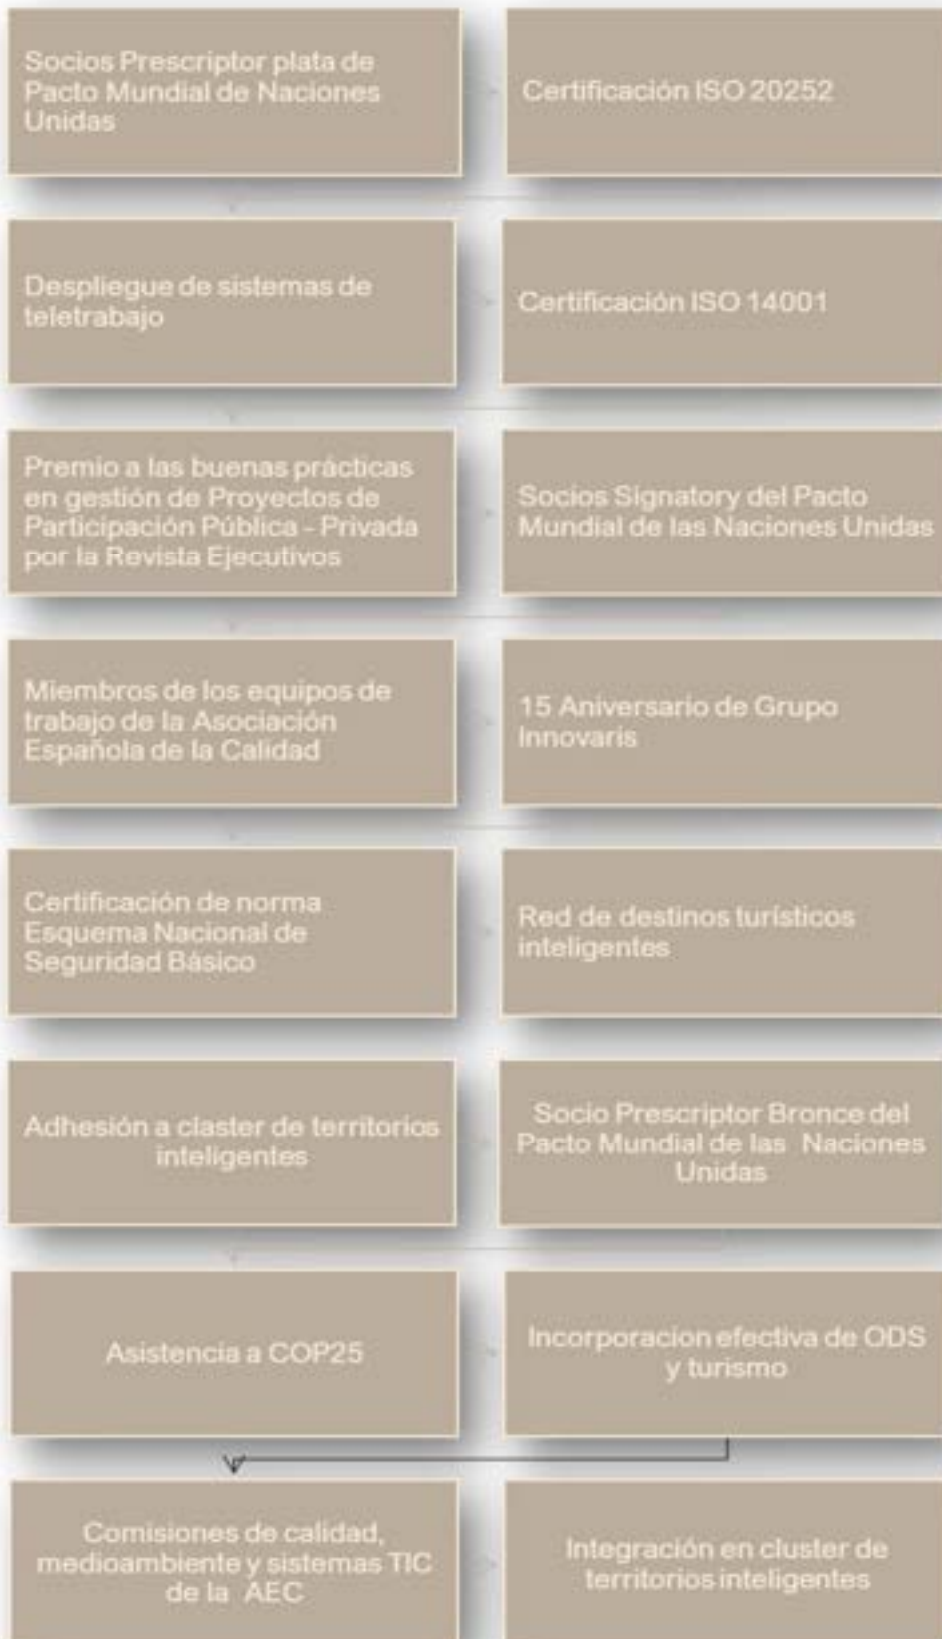 Socios Prescriptor plata de
Pacto Mundial de Naciones
Unidas
Certificación ISO 20252
Despliegue de sistemas de
teletrabajo
Certificación ISO 14001
Premio a las buenas prácticas
en gestión de Proyectos de
Participación Pública - Privada
por la Revista Ejecutivos
Socios Signatory del Pacto
Mundial de las Naciones Unidas
Miembros de los equipos de
trabajo de la Asociación
Española de la Calidad
15 Aniversario de Grupo
Innovaris
Certificación de norma
Esquema Nacional de
Seguridad Básico
Red de destinos turísticos
inteligentes
Adhesión a claster de territorios
inteligentes
Socio Prescriptor Bronce del
Pacto Mundial de las Naciones
Unidas
Asistencia a COP25
Incorporacion efectiva de ODS
y turismo
Comisiones de calidad,
medioambiente y sistemas TIC
de la AEC
Integración en cluster de
territorios inteligentes